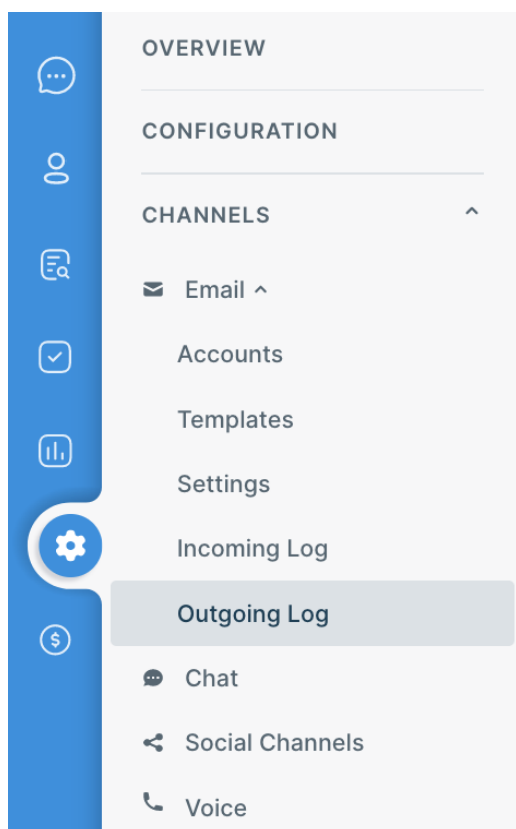 OVERVIEW
CONFIGURATION
CHANNELS
Email
Accounts
Templates
Settings
Incoming Log
Outgoing Log
Chat
Social Channels
Voice